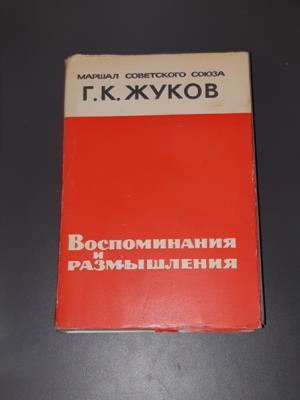 МАРШАЛ СОВЕТСКОГО СОЮЗА
Г.К.ЖУКОВ
ВОСПОМИНАНИЯ
И
РАЗМЫШЛЕНИЯ